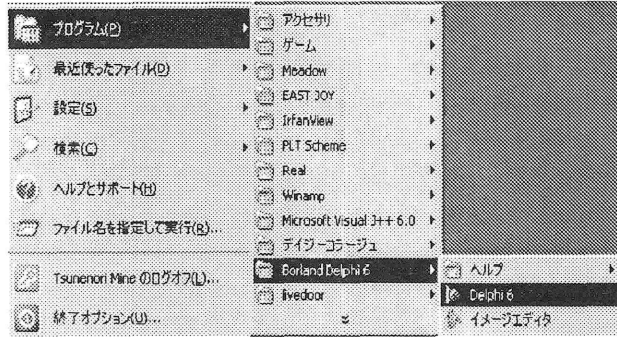 プログラム(P)
最近使ったファイル(D)
設定(S)
検索(C)
ヘルプとサポート(H)
ファイル名を指定して実行(R)...
Tsunenori Mine のログオフ(L)...
終了オプション(U)...
アクセサリ
ゲーム
Meadow
EAST JOY
IrfanView
PLT Scheme
Real
Winamp
Microsoft Visual J++ 6.0
デイジーコラージュ
Borland Delphi 6
livedoor
ヘルプ
Delphi 6
イメージエディタ